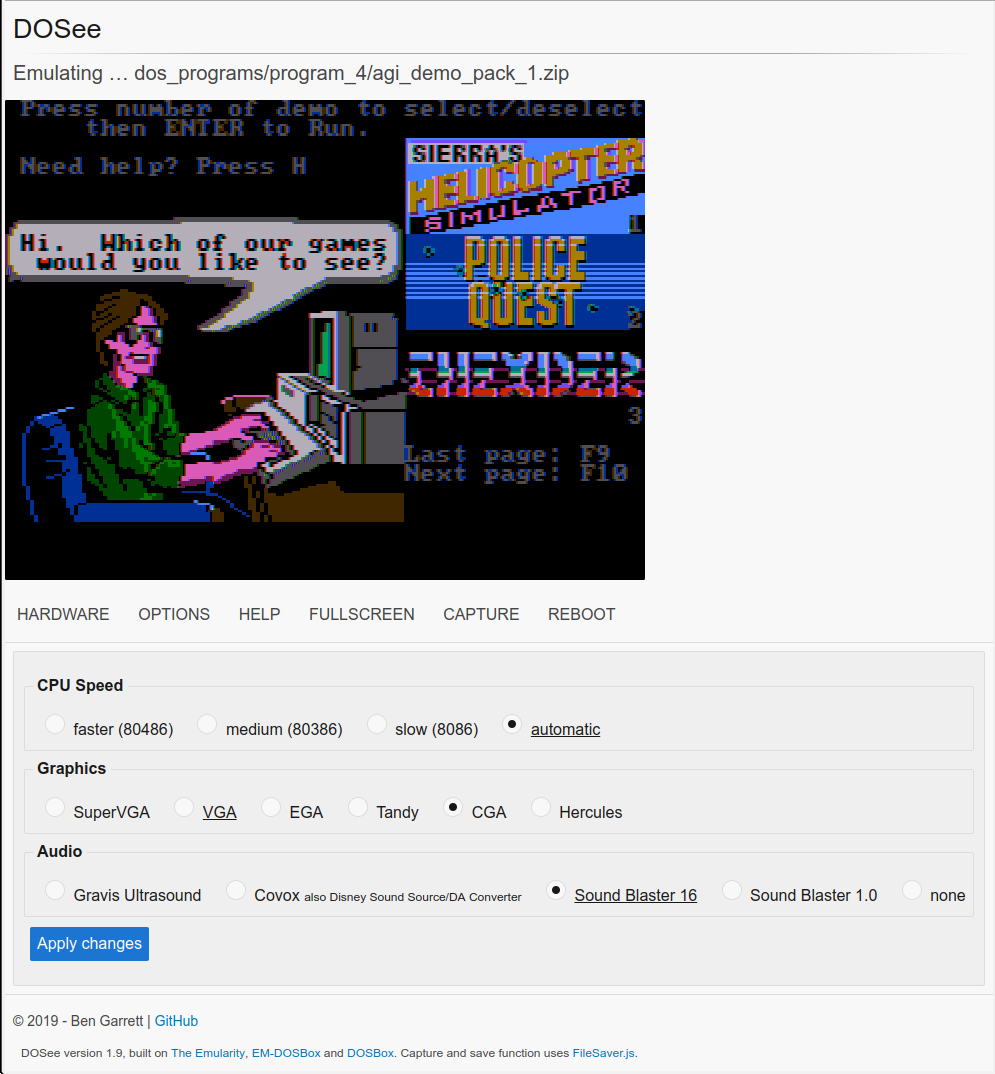 DOSee
Emulating … dos_programs/program_4/agi_demo_pack_1.zip
Press number of demo to select/deselect
then ENTER to Run.
Need help? Press H
SIERRA'S
HELICOPTER
SIMULATOR
1
Hi. Which of our games
would you like to see?
POLICE
QUEST
2
THEXDER
3
Last page: F9
Next page: F10
HARDWARE OPTIONS HELP FULLSCREEN CAPTURE REBOOT
CPU Speed
faster (80486) medium (80386) slow (8086) automatic
Graphics
SuperVGA VGA EGA Tandy CGA Hercules
Audio
Gravis Ultrasound Covox also Disney Sound Source/DA Converter Sound Blaster 16 Sound Blaster 1.0 none
Apply changes
© 2019 - Ben Garrett | GitHub
DOSee version 1.9, built on The Emularity, EM-DOSBox and DOSBox. Capture and save function uses FileSaver.js.